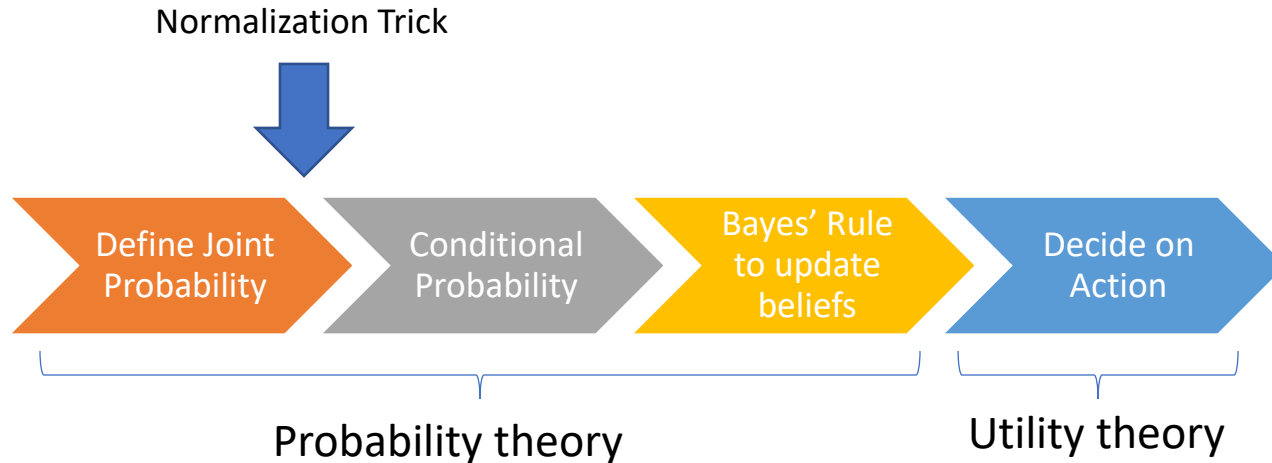 Normalization Trick
Define Joint
Probability
Conditional
Probability
Bayes’ Rule
to update
beliefs
Decide on
Action
Probability theory
Utility theory